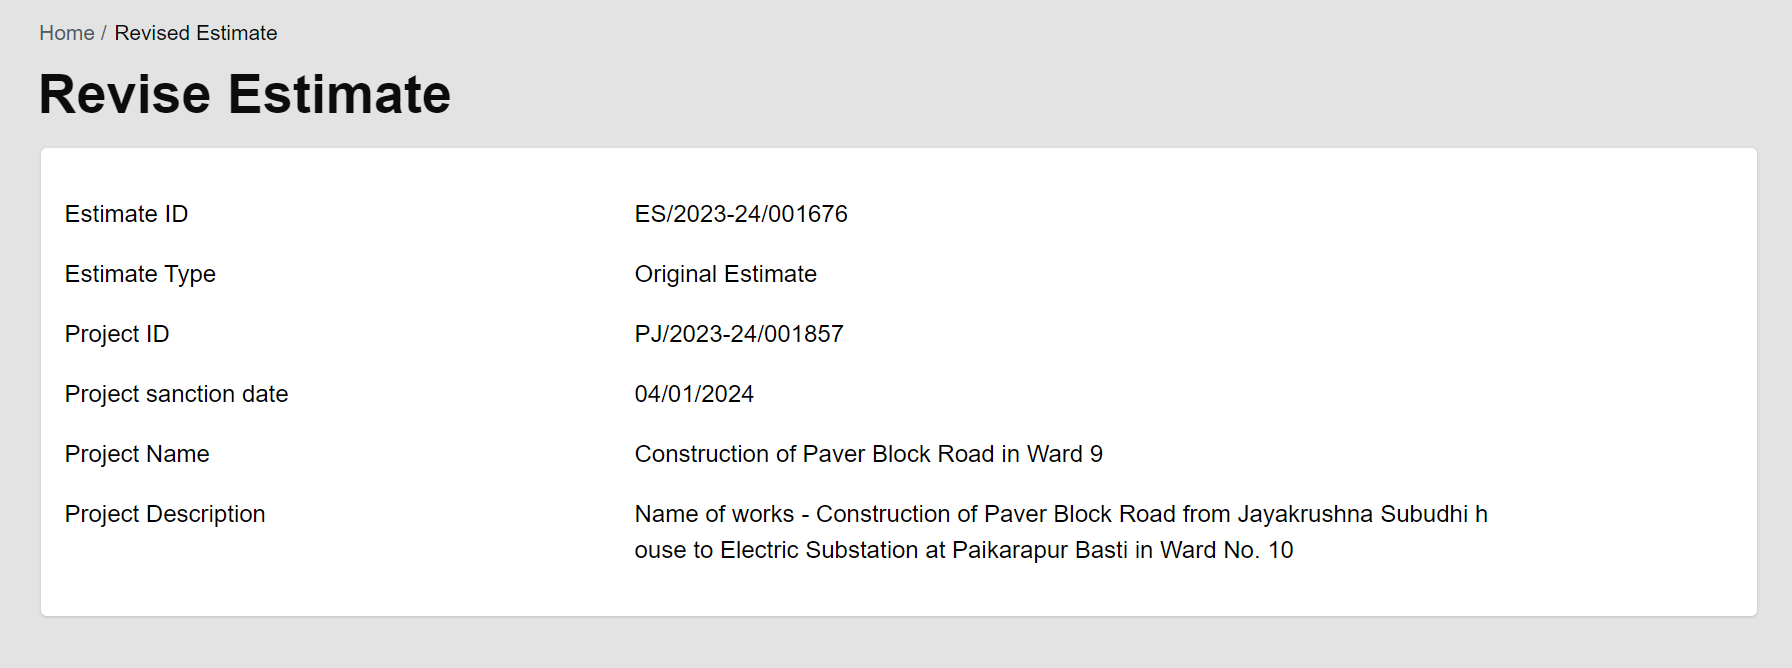 Home / Revised Estimate
Revise Estimate
Estimate ID ES/2023-24/001676
Estimate Type Original Estimate
Project ID PJ/2023-24/001857
Project sanction date 04/01/2024
Project Name Construction of Paver Block Road in Ward 9
Project Description Name of works - Construction of Paver Block Road from Jayakrushna Subudhi h
ouse to Electric Substation at Paikarapur Basti in Ward No. 10